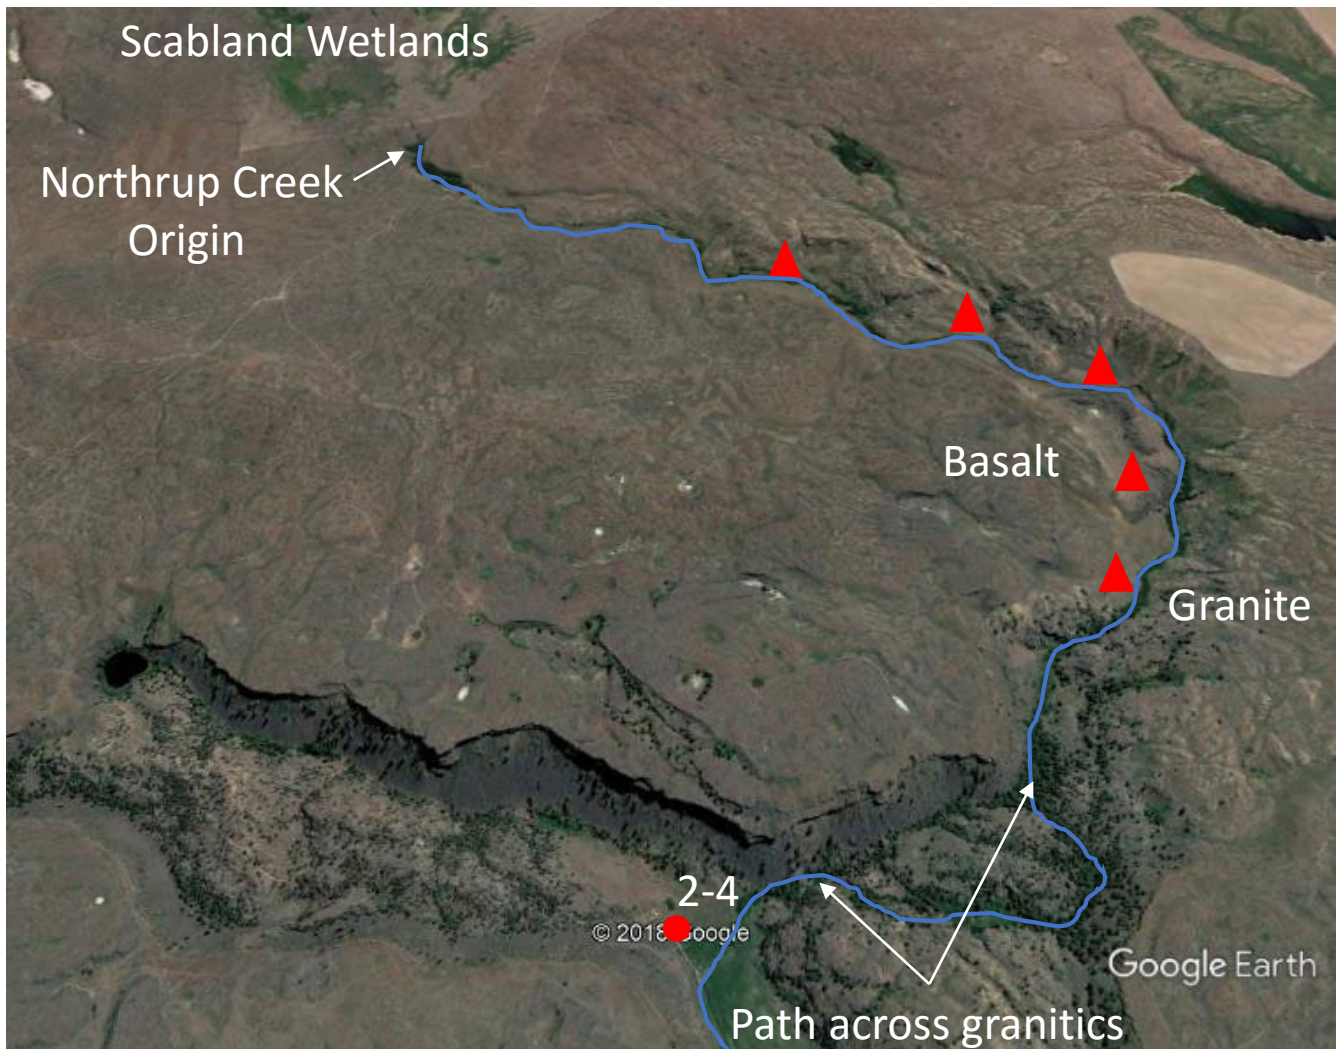 Scabland Wetlands
Northrup Creek
Origin
Basalt
Granite
2-4
© 2018 Google
Google Earth
Path across granitics